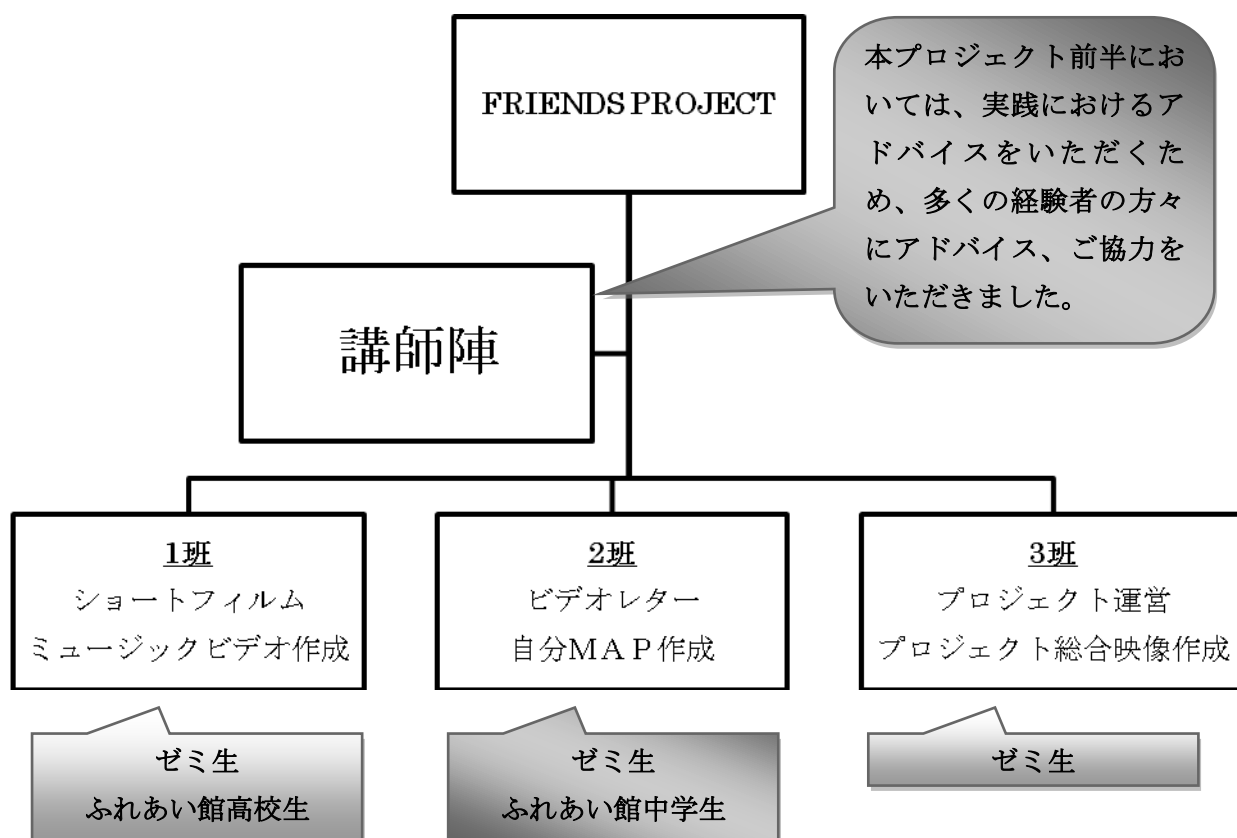 FRIENDS PROJECT
本プロジェクト前半にお
いては、実践におけるア
ドバイスをいただくた
め、多くの経験者の方々
にアドバイス、ご協力を
いただきました。
講師陣
1班
ショートフィルム
ミュージックビデオ作成
2班
ビデオレター
自分MAP作成
3班
プロジェクト運営
プロジェクト総合映像作成
ゼミ生
ふれあい館高校生
ゼミ生
ふれあい館中学生
ゼミ生